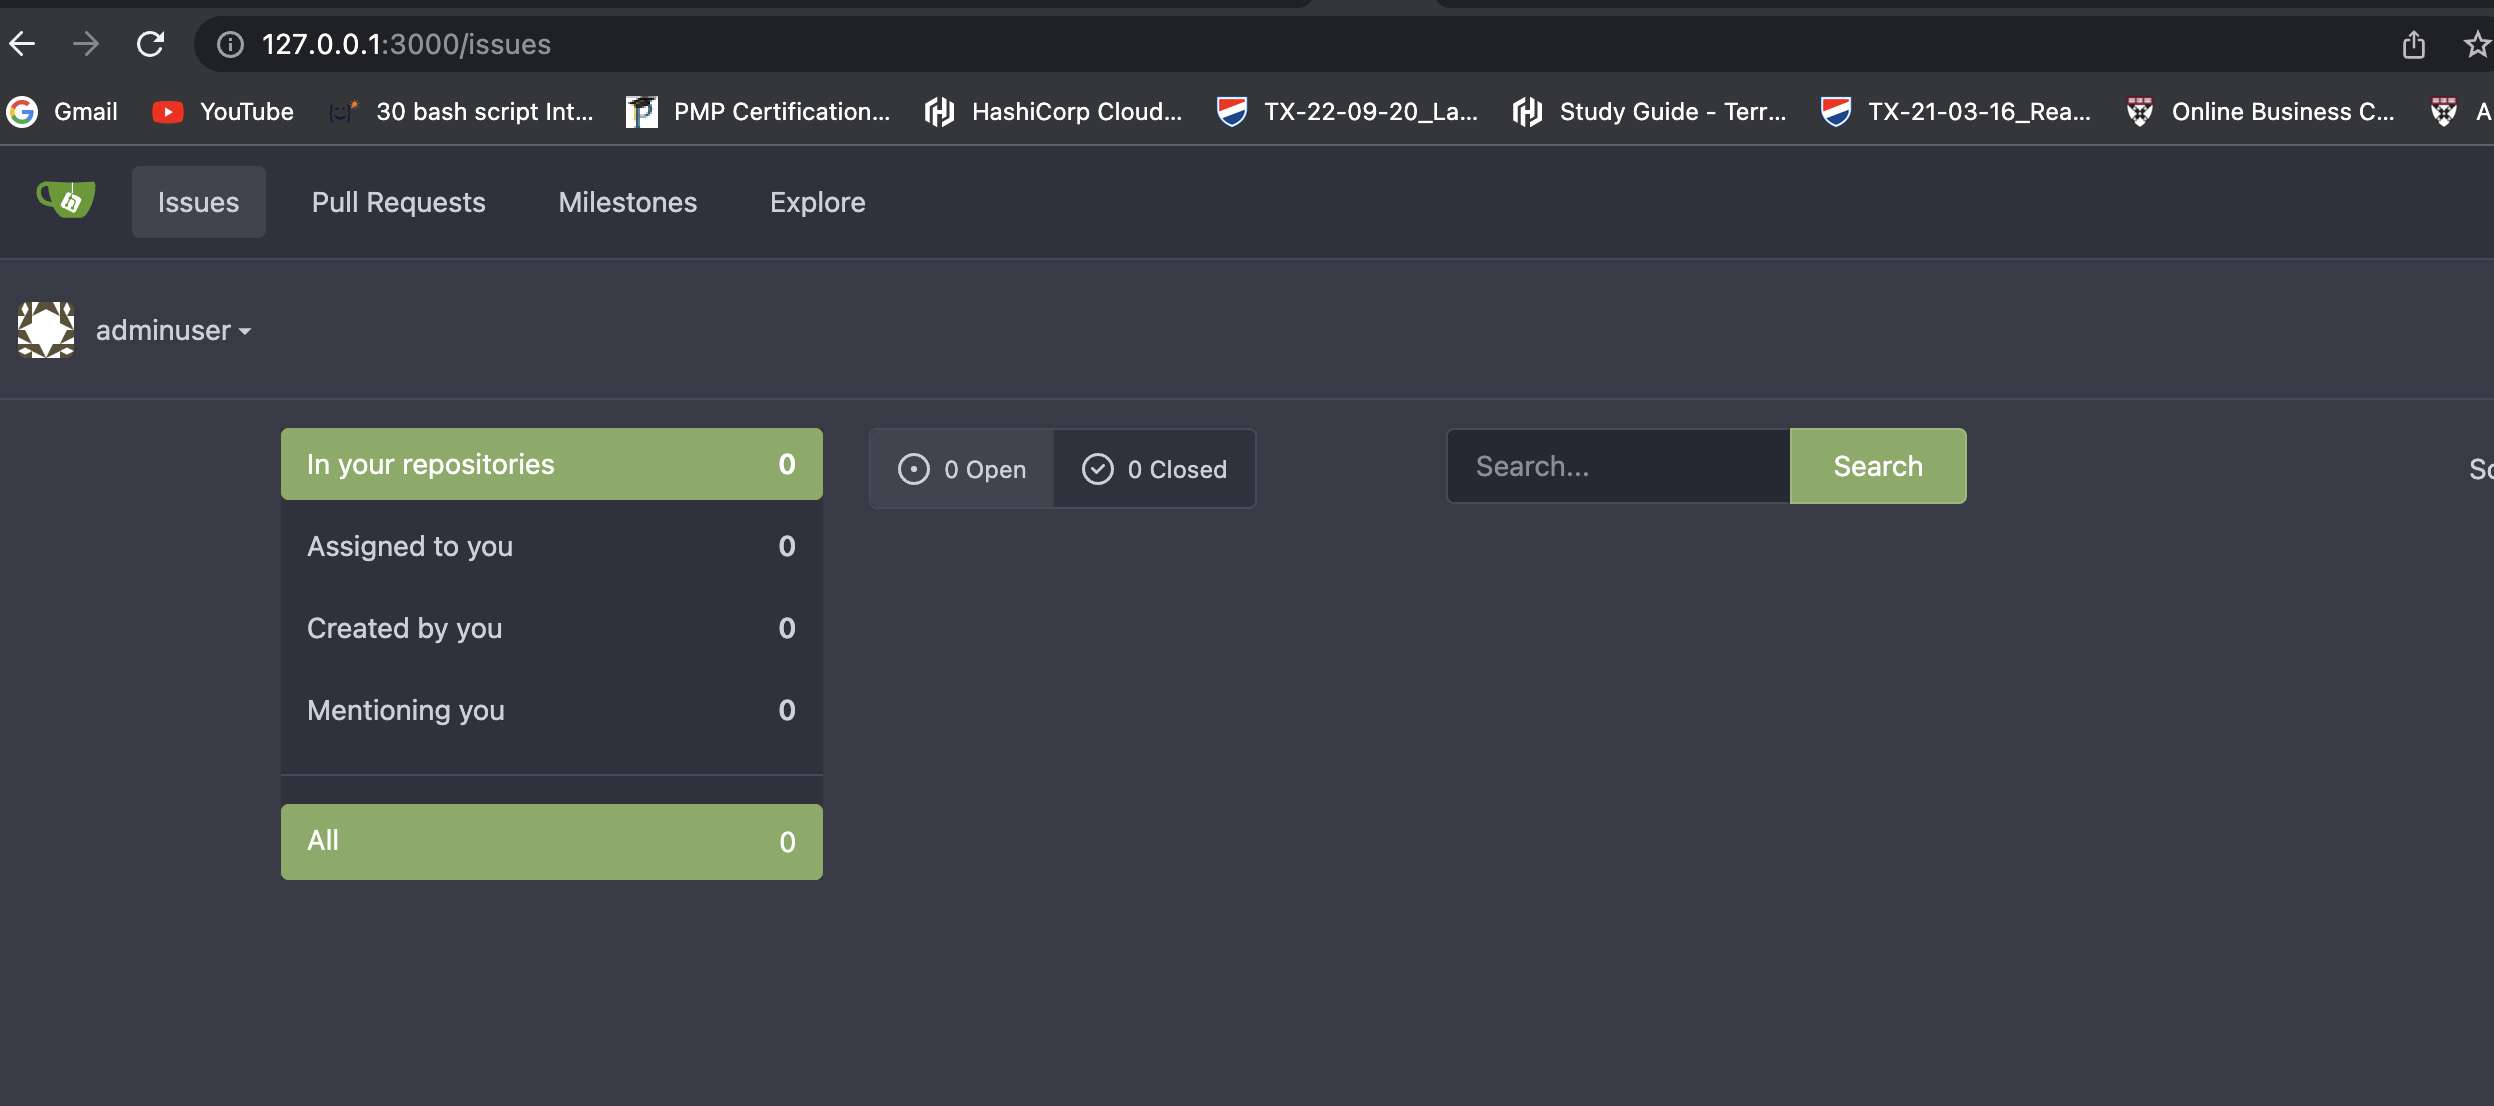 127.0.0.1:3000/issues
Gmail YouTube 30 bash script Int... PMP Certification... HashiCorp Cloud... TX-22-09-20_La... Study Guide - Terr... TX-21-03-16_Rea... Online Business C... A
Issues Pull Requests Milestones Explore
adminuser
In your repositories 0
0 Open 0 Closed
Search... Search
Assigned to you 0
Created by you 0
Mentioning you 0
All 0